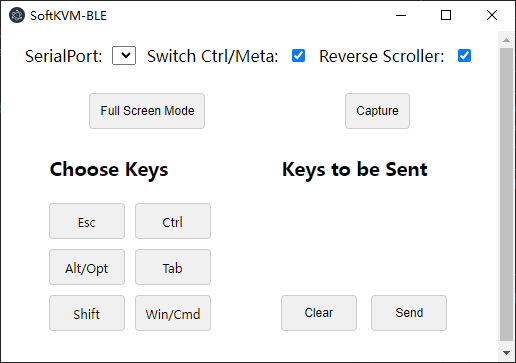 SoftKVM-BLE
SerialPort: Switch Ctrl/Meta: Reverse Scroller:
Full Screen Mode Capture
Choose Keys Keys to be Sent
Esc Ctrl
Alt/Opt Tab
Shift Win/Cmd Clear Send